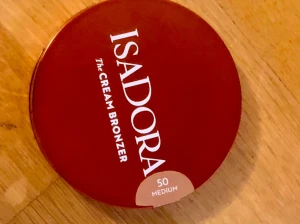 ISADORA
The CREAM BRONZER
50
MEDIUM